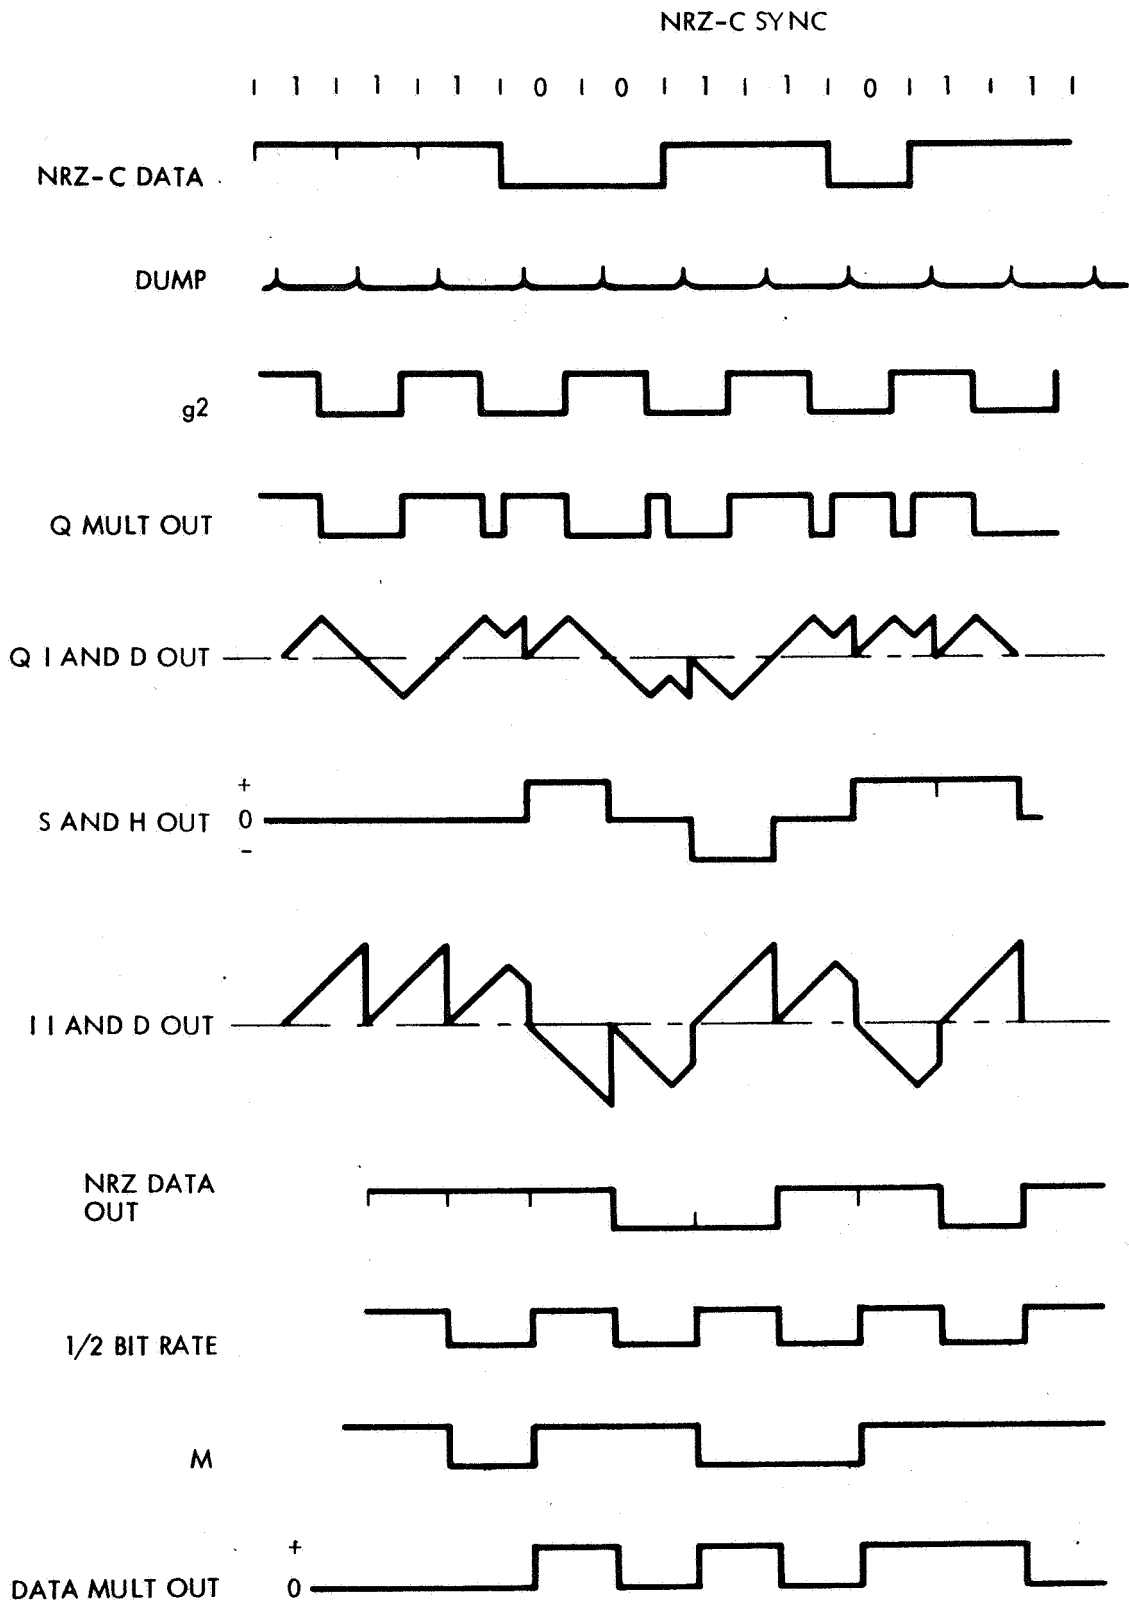 NRZ-C SYNC
| 1 | 1 | 1 | 0 | 0 | 1 | 1 | 0 | 1 | 1 |
NRZ-C DATA
DUMP
g2
Q MULT OUT
Q I AND D OUT
+
S AND H OUT 0
-
I I AND D OUT
NRZ DATA
OUT
1/2 BIT RATE
M
+
DATA MULT OUT 0